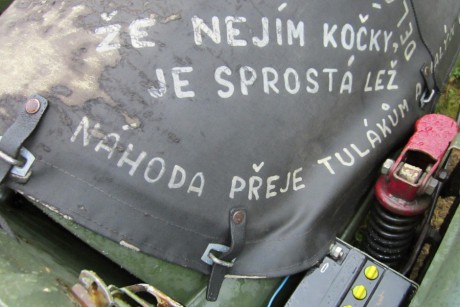 ŽE NEJÍM KOČKY,
JE SPROSTÁ LEŽ
NÁHODA PŘEJE TULÁKŮM